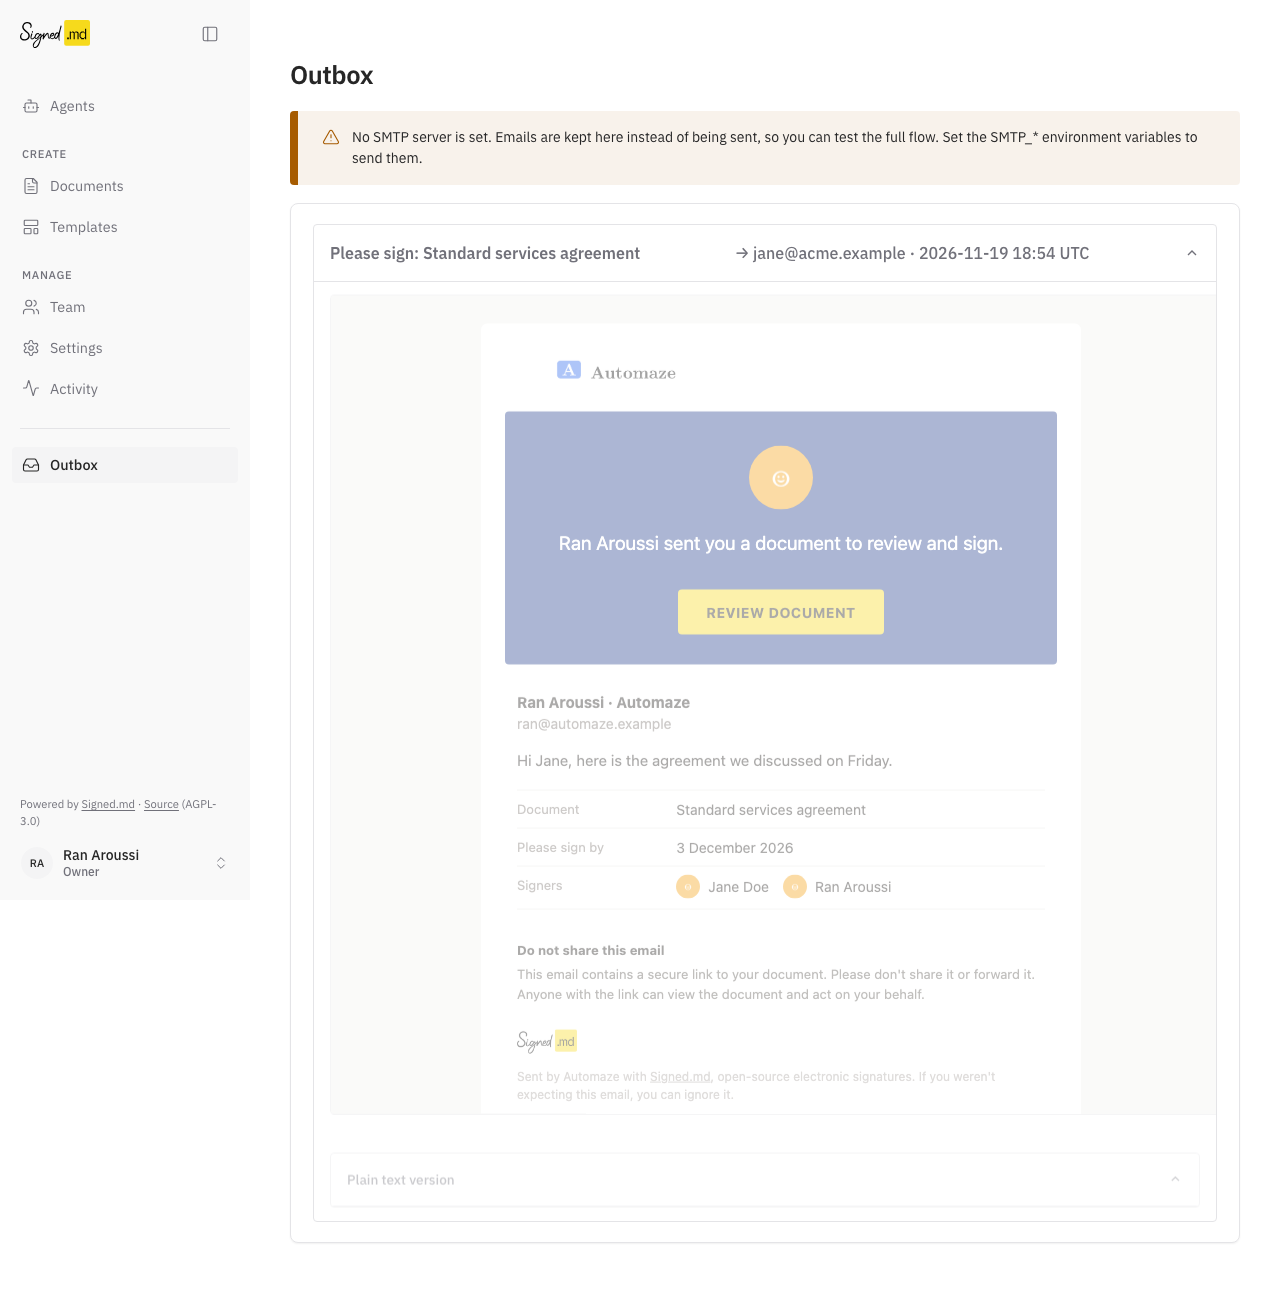 Signed .md
Agents
CREATE
Documents
Templates
MANAGE
Team
Settings
Activity
Outbox
Powered by Signed.md · Source (AGPL-
3.0)
RA
Ran Aroussi
Owner
Outbox
No SMTP server is set. Emails are kept here instead of being sent, so you can test the full flow. Set the SMTP_* environment variables to
send them.
Please sign: Standard services agreement → jane@acme.example · 2026-11-19 18:54 UTC
A Automaze
Ran Aroussi sent you a document to review and sign.
REVIEW DOCUMENT
Ran Aroussi · Automaze
ran@automaze.example
Hi Jane, here is the agreement we discussed on Friday.
Document Standard services agreement
Please sign by 3 December 2026
Signers Jane Doe Ran Aroussi
Do not share this email
This email contains a secure link to your document. Please don't share it or forward it.
Anyone with the link can view the document and act on your behalf.
Signed .md
Sent by Automaze with Signed.md, open-source electronic signatures. If you weren't
expecting this email, you can ignore it.
Plain text version